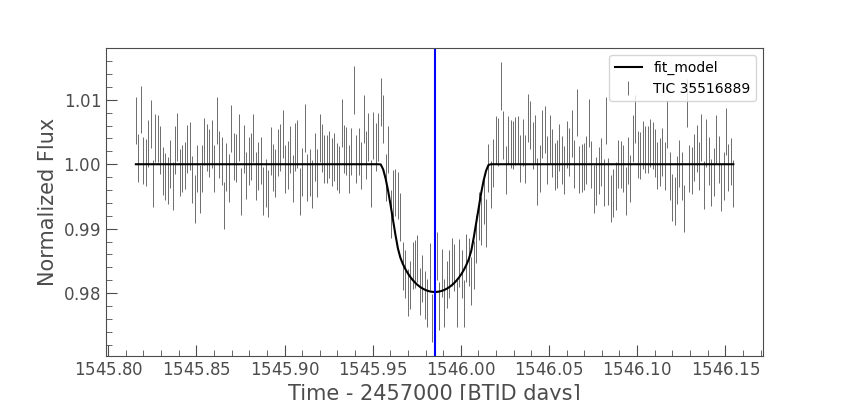 fit_model
TIC 35516889
1.01
1.00
0.99
0.98
Normalized Flux
1545.80 1545.85 1545.90 1545.95 1546.00 1546.05 1546.10 1546.15
Time - 2457000 [BTJD days]